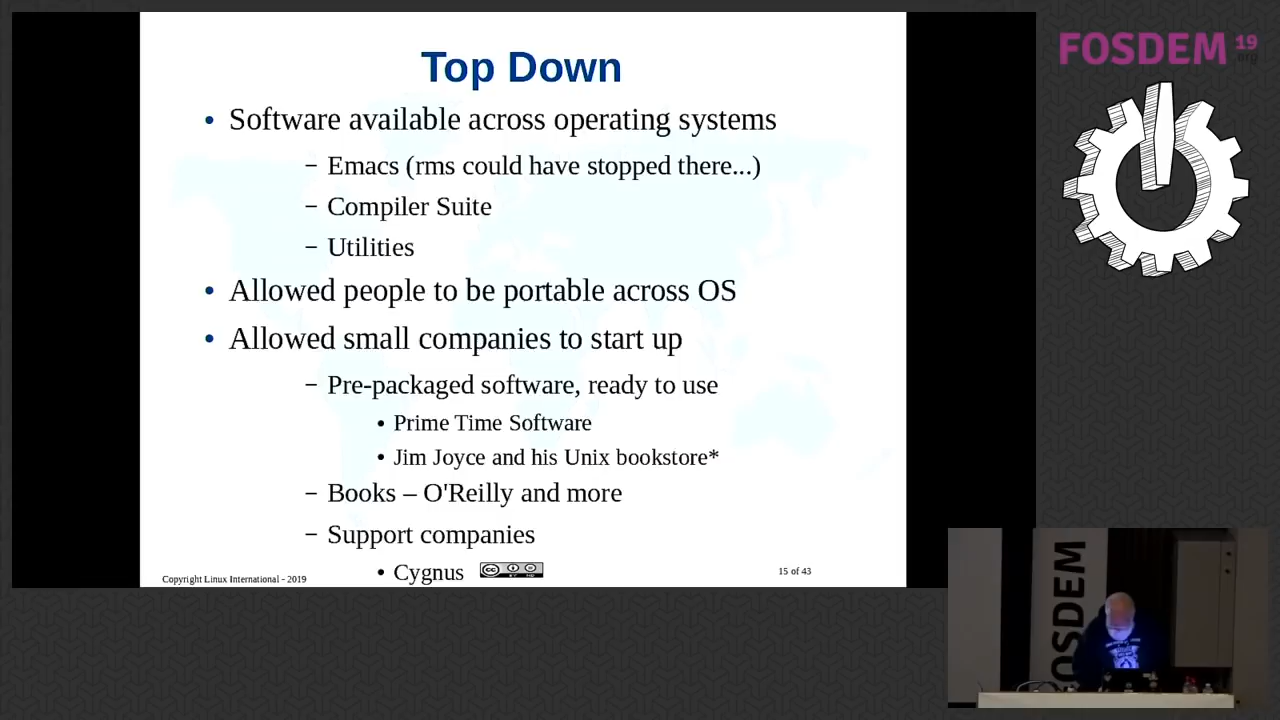 Top Down
• Software available across operating systems
– Emacs (rms could have stopped there...)
– Compiler Suite
– Utilities
• Allowed people to be portable across OS
• Allowed small companies to start up
– Pre-packaged software, ready to use
• Prime Time Software
• Jim Joyce and his Unix bookstore*
– Books – O'Reilly and more
– Support companies
• Cygnus
Copyright Linux International - 2019
15 of 43
FOSDEM 19
.org
OSDEM